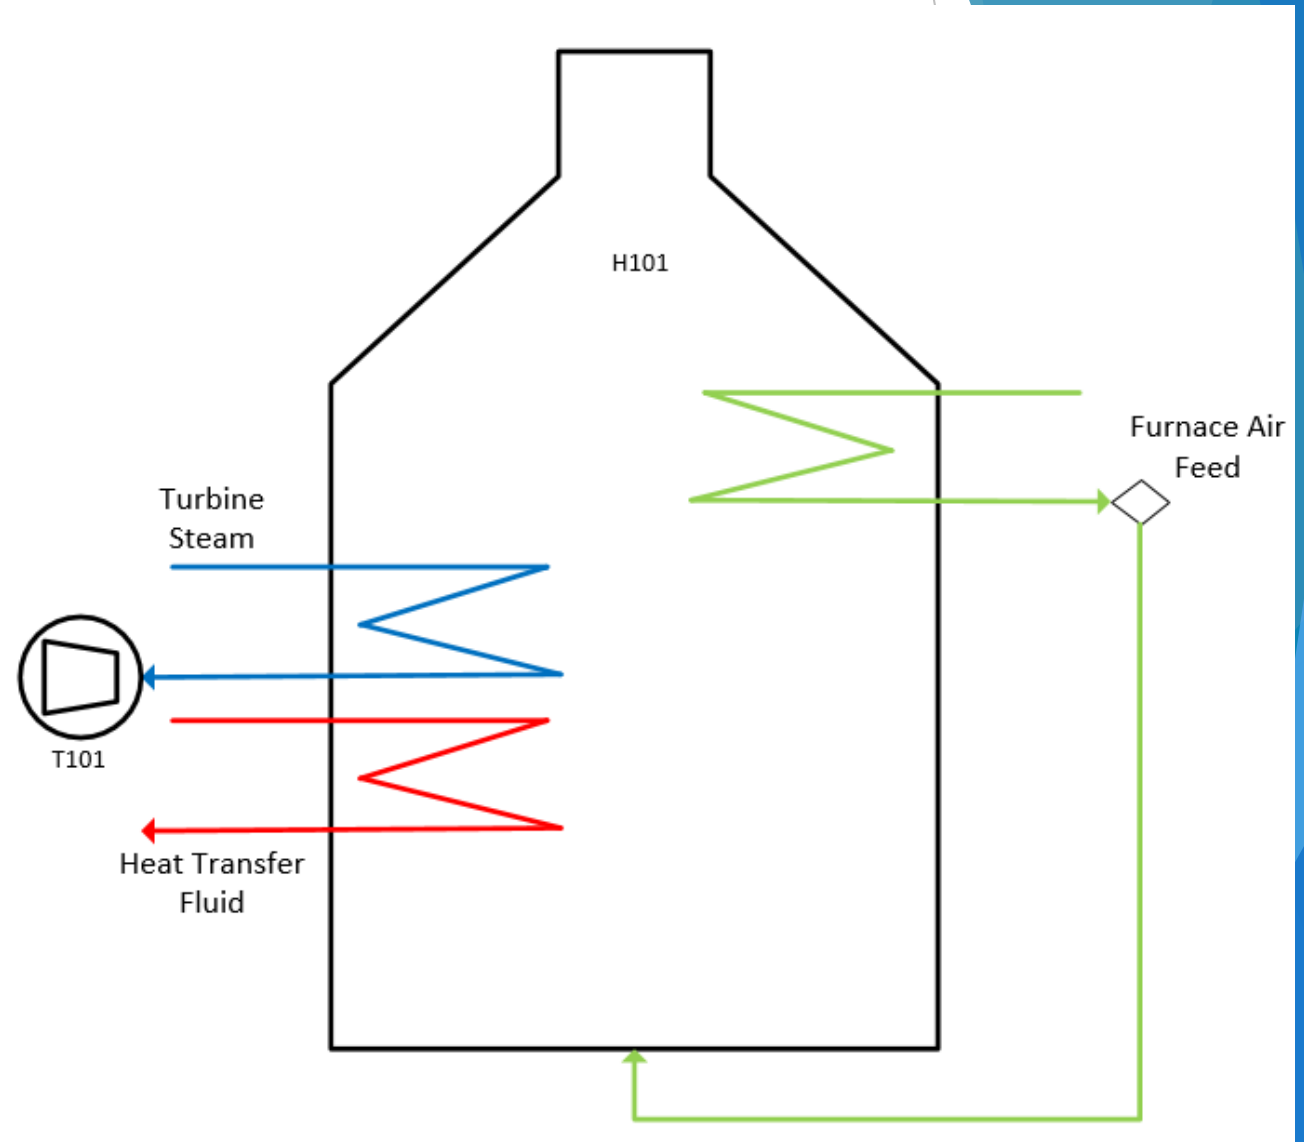 H101
Furnace Air
Feed
Turbine
Steam
T101
Heat Transfer
Fluid